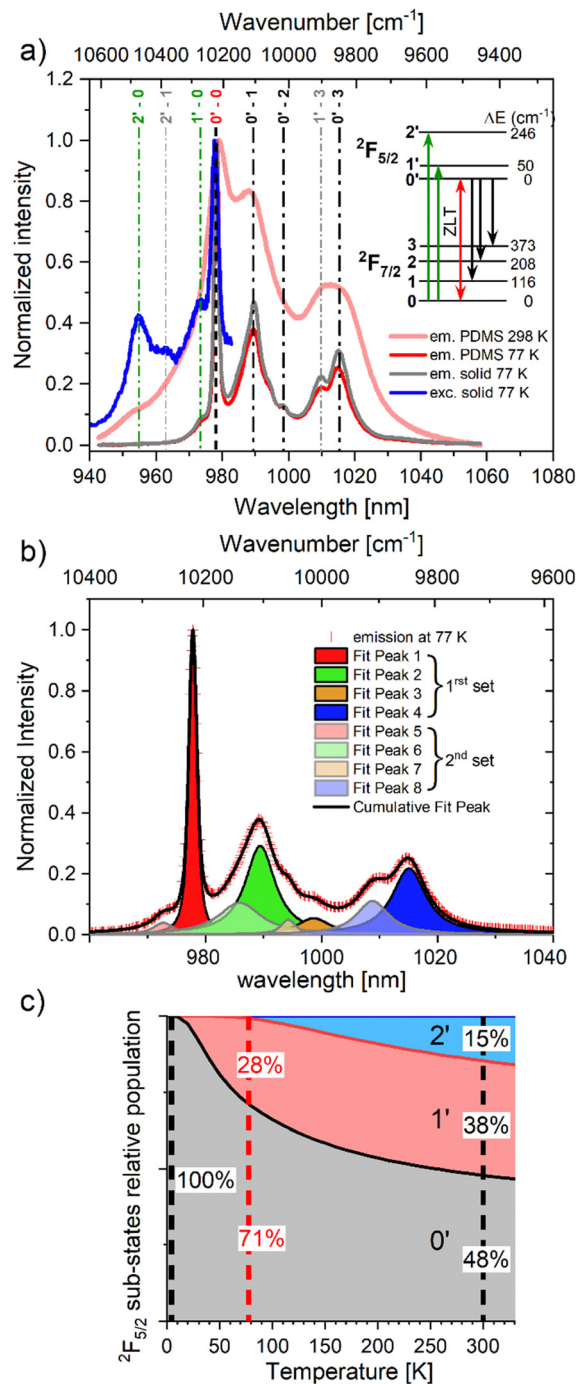 a)
Wavenumber [cm⁻¹]
10600 10400 10200 10000 9800 9600 9400
1.2
1.0
0.8
0.6
0.4
0.2
0.0
Normalized intensity
2' - 0
2' - 1
1' - 0
0' - 0
0' - 1
0' - 2
1' - 3
0' - 3
ΔE (cm⁻¹)
2' 246
²F₅/₂
1' 50
0' 0
ZLT
3 373
2 208
²F₇/₂
1 116
0 0
em. PDMS 298 K
em. PDMS 77 K
em. solid 77 K
exc. solid 77 K
940 960 980 1000 1020 1040 1060 1080
Wavelength [nm]
b)
Wavenumber [cm⁻¹]
10400 10200 10000 9800 9600
1.0
0.8
0.6
0.4
0.2
0.0
Normalized Intensity
emission at 77 K
Fit Peak 1
Fit Peak 2
Fit Peak 3
Fit Peak 4
1ʳˢᵗ set
Fit Peak 5
Fit Peak 6
Fit Peak 7
Fit Peak 8
2ⁿᵈ set
Cumulative Fit Peak
980 1000 1020 1040
wavelength [nm]
c)
²F₅/₂ sub-states relative population
2'
15%
28%
1'
38%
100%
71%
0'
48%
0 50 100 150 200 250 300
Temperature [K]